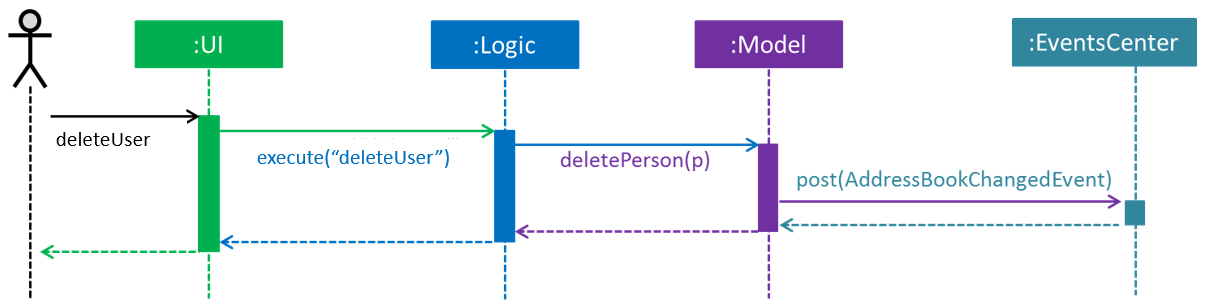 :UI
:Logic
:Model
:EventsCenter
deleteUser
execute(“deleteUser”)
deletePerson(p)
post(AddressBookChangedEvent)